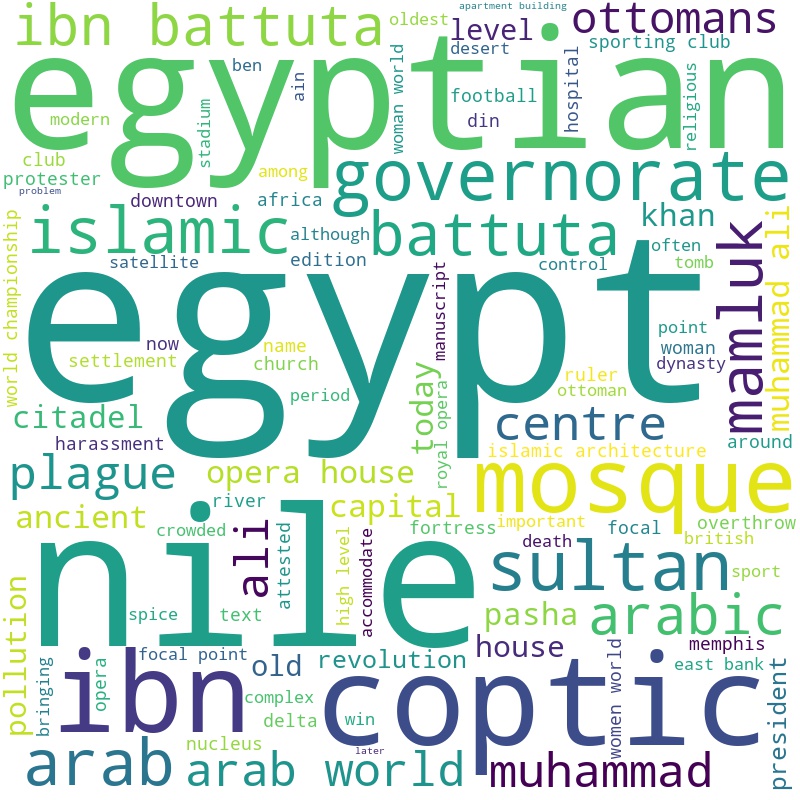 apartment building
ibn battuta
oldest
level
ottomans
woman world
desert
hospital
sporting club
egyptian
ben
ain
football
religious
modern
stadium
din
club
among
governorate
protester
problem
downtown
africa
khan
muhammad ali
world championship
islamic
although
battuta
often
mamluk
satellite
edition
control
tomb
egypt
manuscript
point
now
name
woman
settlement
church
dynasty
period
ruler
today
royal opera
ottoman
citadel
centre
harassment
around
islamic architecture
plague
opera house
mosque
ancient
river
capital
crowded
fortress
important
focal
overthrow
nile
ali
attested
high level
accommodate
death
british
sultan
sport
pollution
spice
text
pasha
arabic
focal point
old
revolution
house
women world
memphis
east bank
president
bringing
opera
ibn
complex
coptic
delta
win
nucleus
later
arab
arab world
muhammad